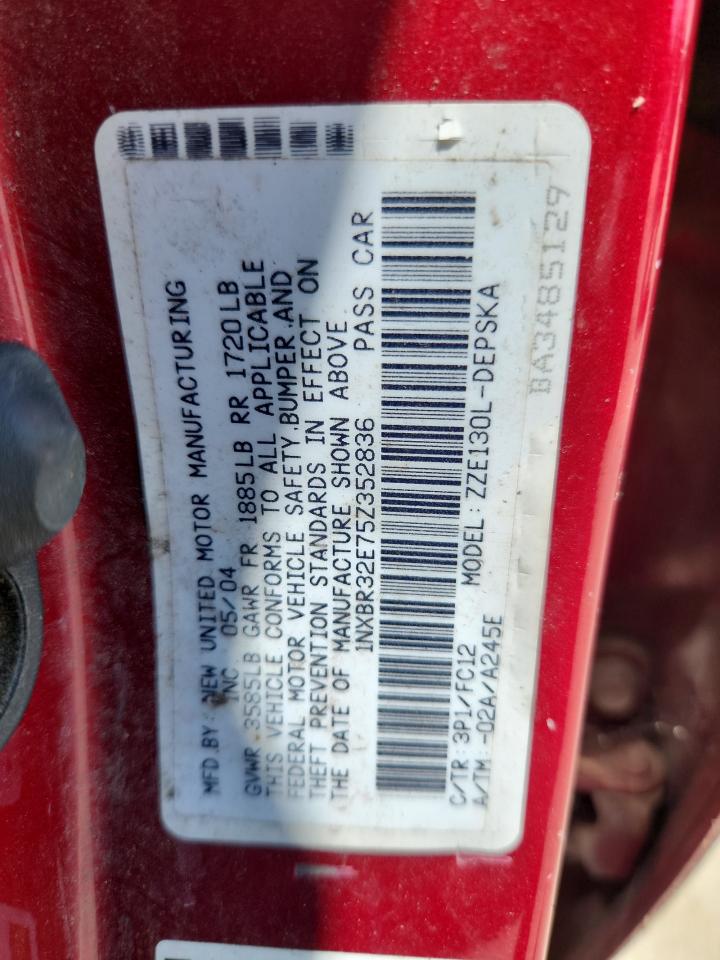 MFD.BY: NEW UNITED MOTOR MANUFACTURING
INC 05/04
GVWR 3585LB GAWR FR 1885LB RR 1720LB
THIS VEHICLE CONFORMS TO ALL APPLICABLE
FEDERAL MOTOR VEHICLE SAFETY,BUMPER,AND
THEFT PREVENTION STANDARDS IN EFFECT ON
THE DATE OF MANUFACTURE SHOWN ABOVE
1NXBR32E75Z352836 PASS CAR
C/TR: 3P1/FC12 MODEL: ZZE130L-DEPSKA
A/TM: -02A/A245E
BA3485129